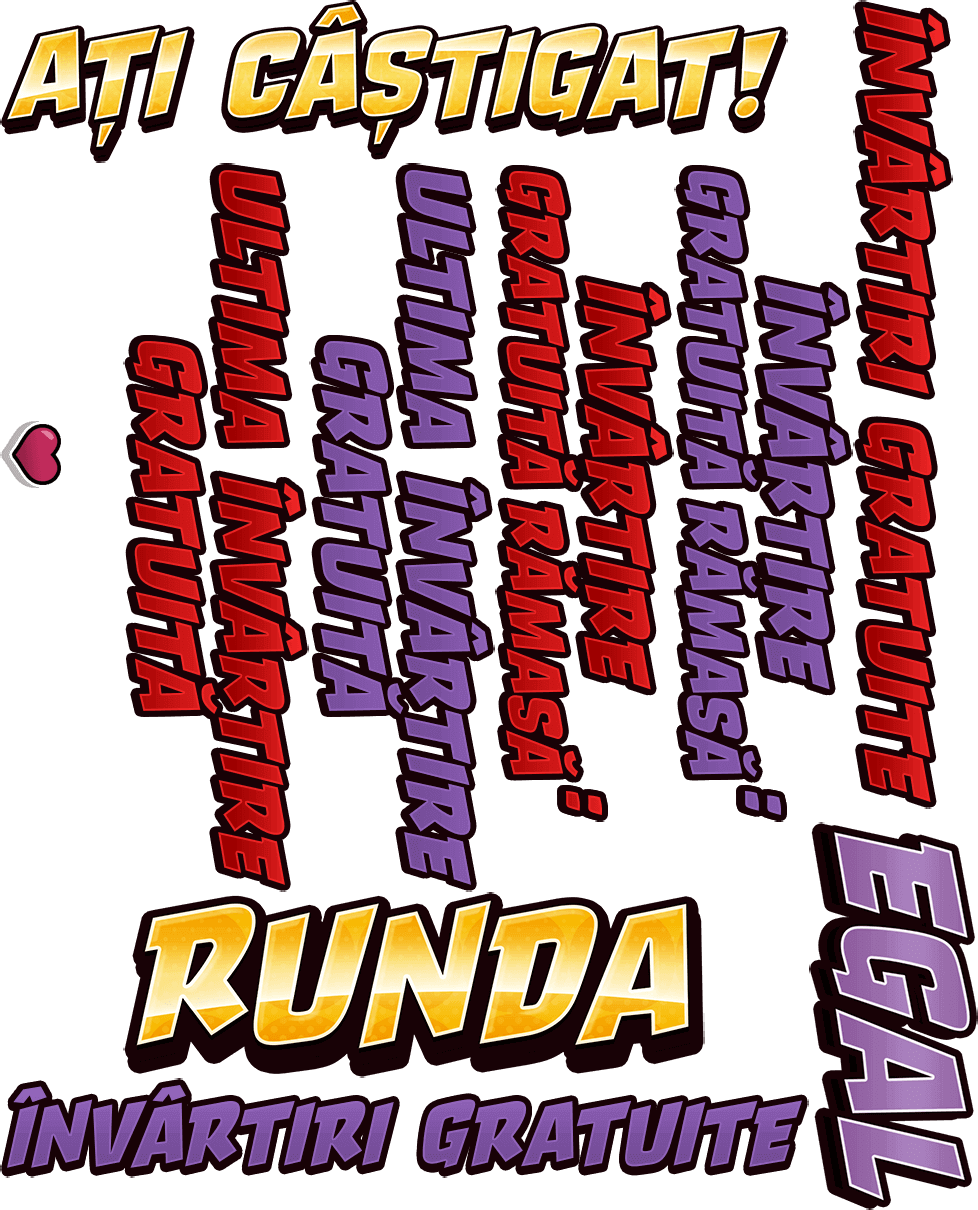 AȚI CÂȘTIGAT!
ÎNVÂRTIRI GRATUITE
ULTIMA ÎNVÂRTIRE
GRATUITĂ
ULTIMA ÎNVÂRTIRE
GRATUITĂ
ÎNVÂRTIRE
GRATUITĂ RĂMASĂ:
ÎNVÂRTIRE
GRATUITĂ RĂMASĂ:
EGAL
RUNDA
ÎNVÂRTIRI GRATUITE